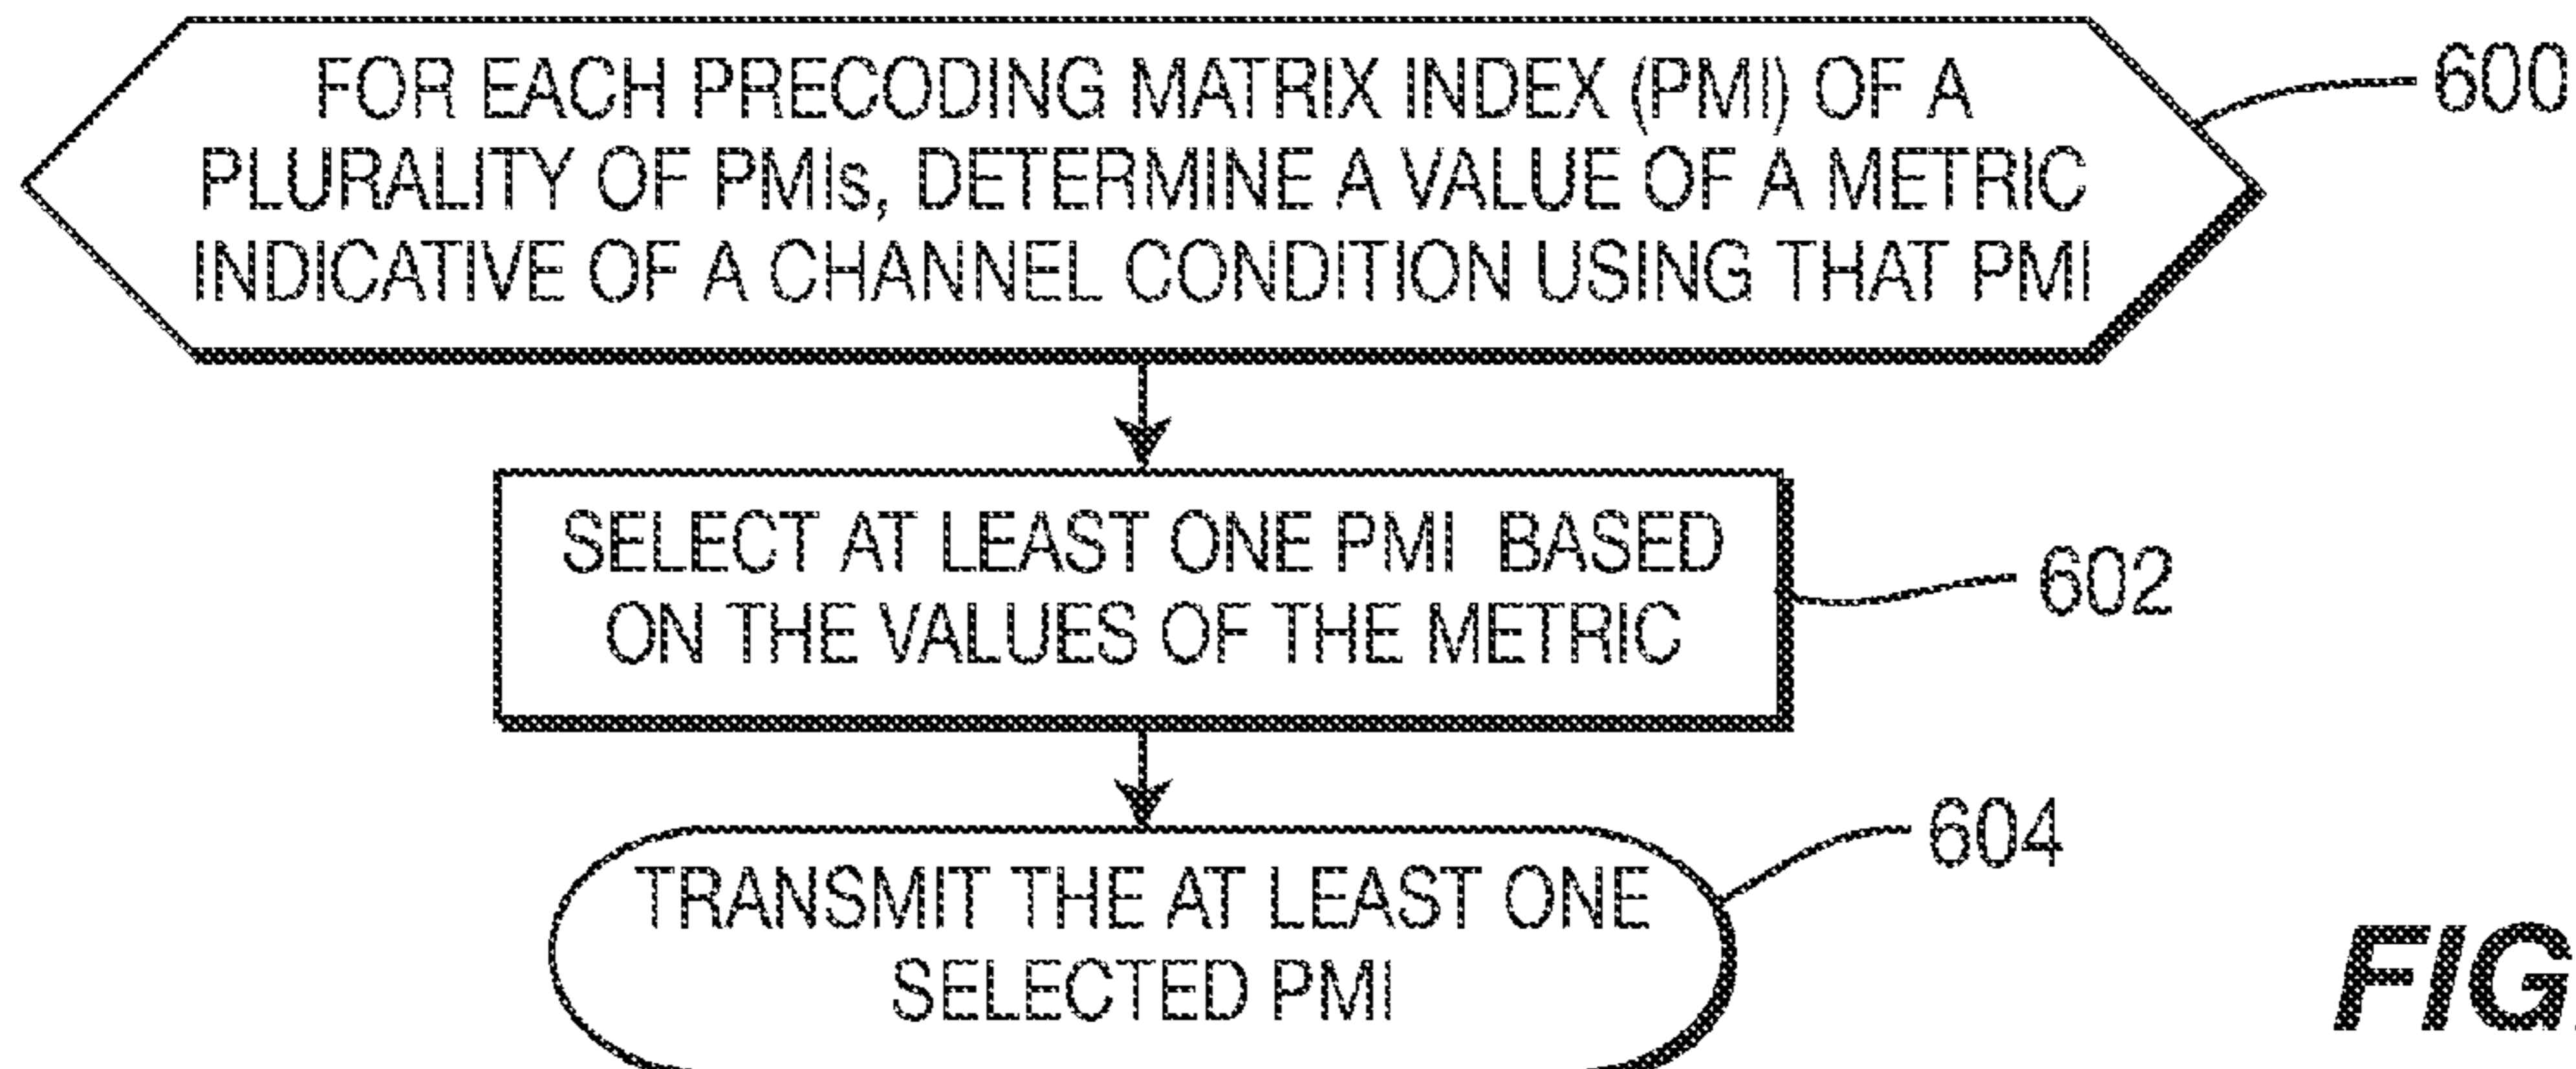 FOR EACH PRECODING MATRIX INDEX (PMI) OF A
PLURALITY OF PMIs, DETERMINE A VALUE OF A METRIC
INDICATIVE OF A CHANNEL CONDITION USING THAT PMI
600
SELECT AT LEAST ONE PMI BASED
ON THE VALUES OF THE METRIC
602
TRANSMIT THE AT LEAST ONE
SELECTED PMI
604
FIG.